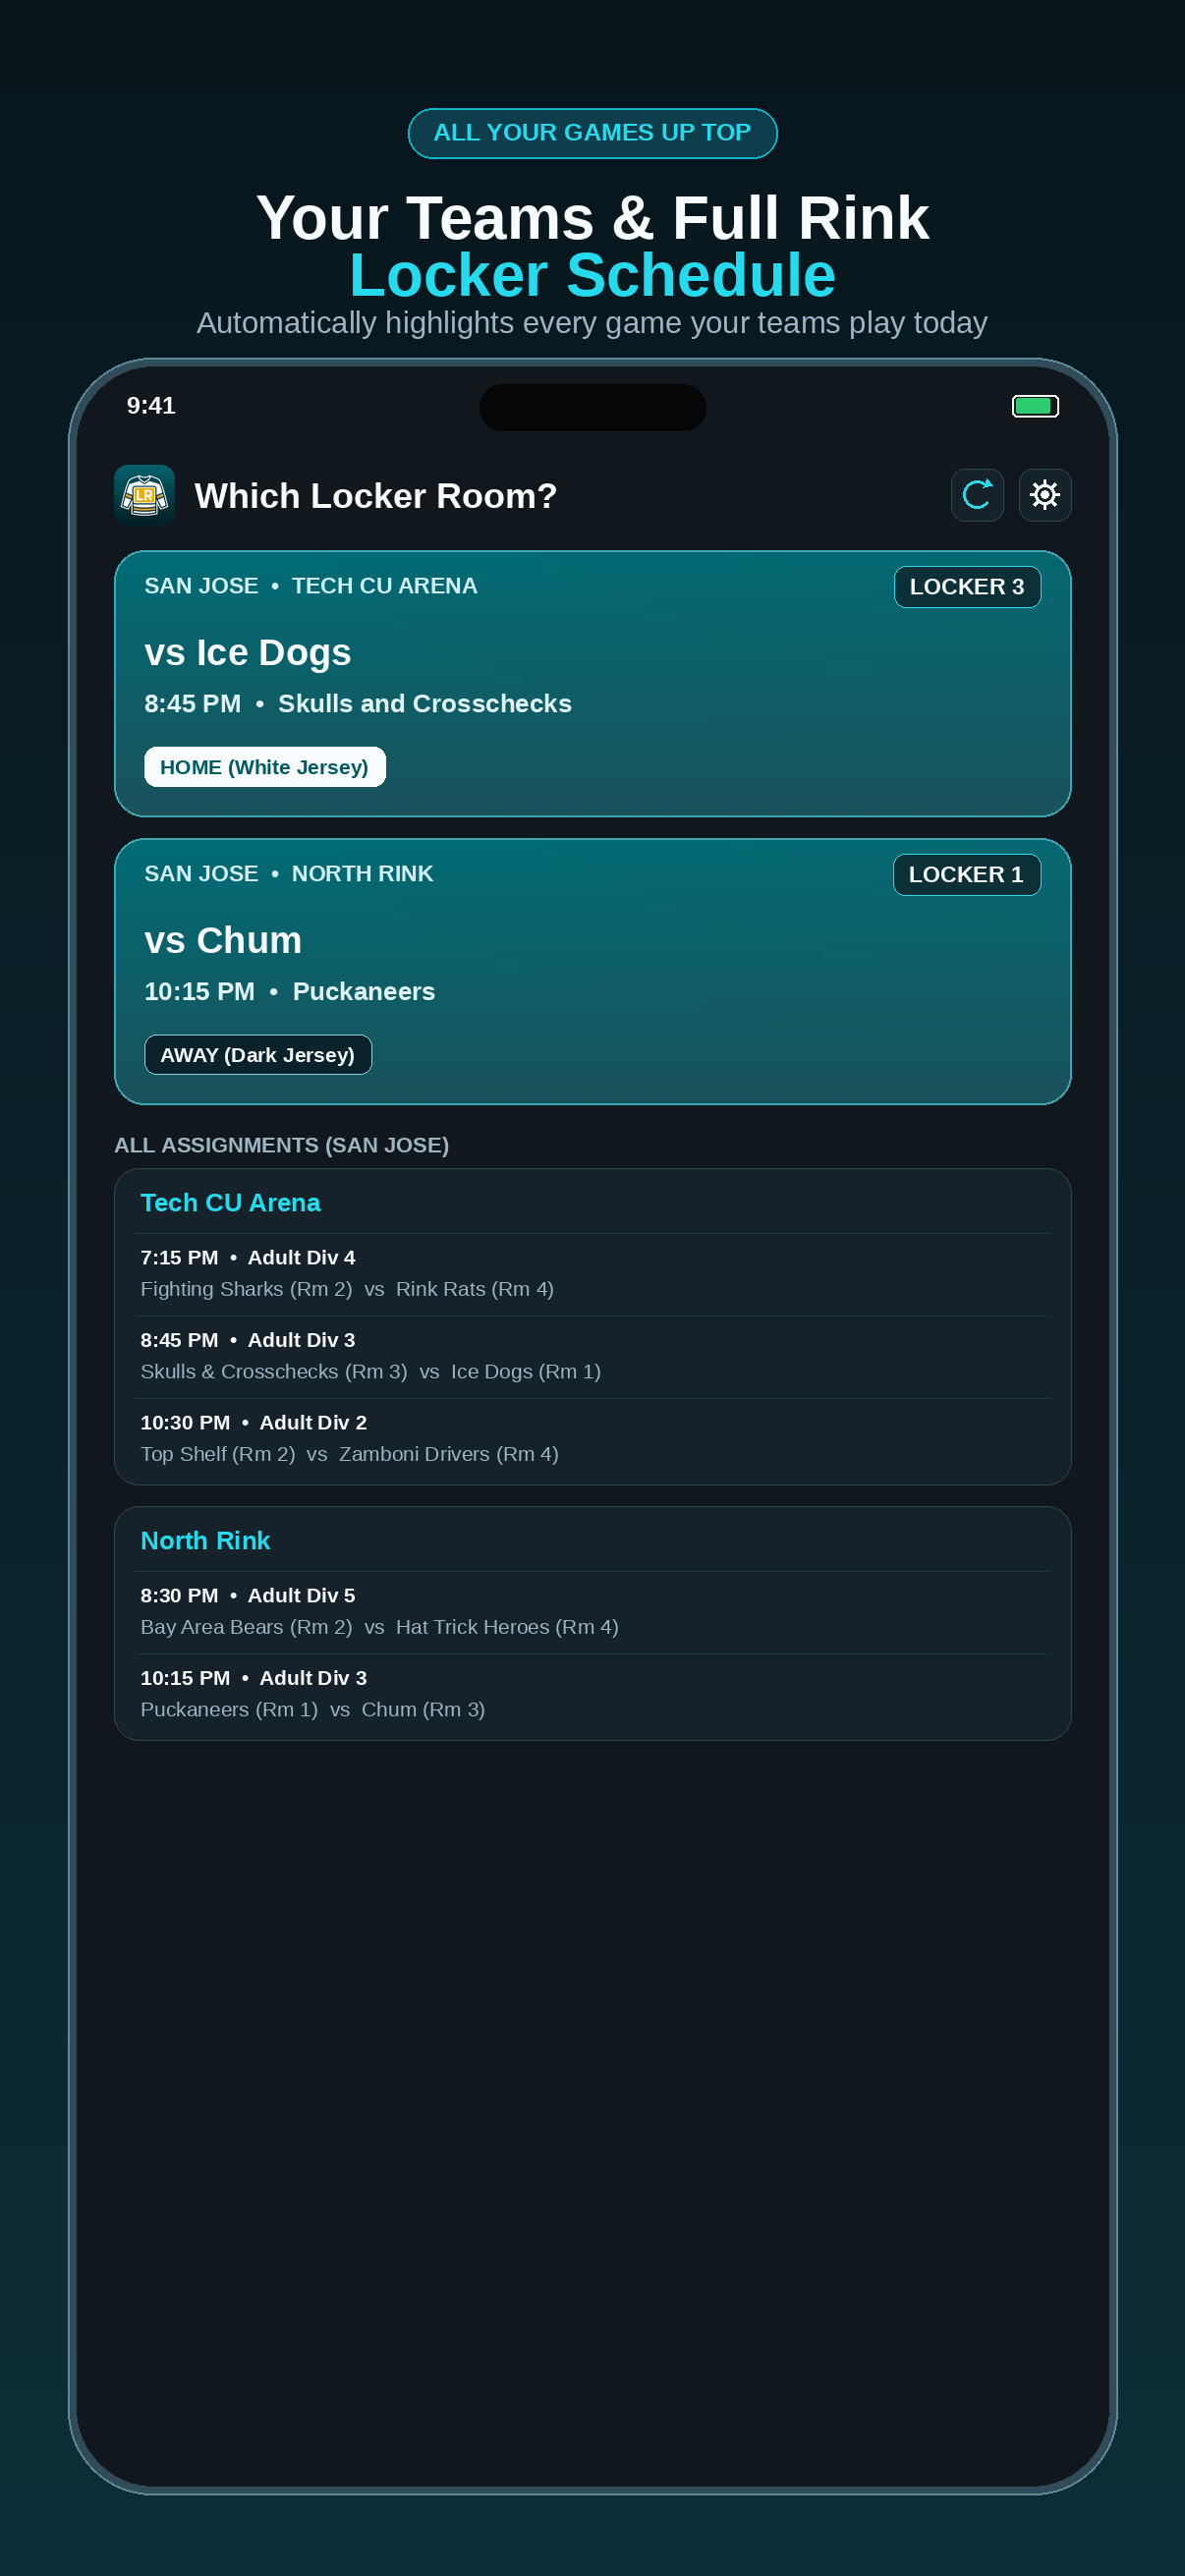 ALL YOUR GAMES UP TOP
Your Teams & Full Rink
Locker Schedule
Automatically highlights every game your teams play today
9:41
LR
Which Locker Room?
SAN JOSE • TECH CU ARENA
LOCKER 3
vs Ice Dogs
8:45 PM • Skulls and Crosschecks
HOME (White Jersey)
SAN JOSE • NORTH RINK
LOCKER 1
vs Chum
10:15 PM • Puckaneers
AWAY (Dark Jersey)
ALL ASSIGNMENTS (SAN JOSE)
Tech CU Arena
7:15 PM • Adult Div 4
Fighting Sharks (Rm 2) vs Rink Rats (Rm 4)
8:45 PM • Adult Div 3
Skulls & Crosschecks (Rm 3) vs Ice Dogs (Rm 1)
10:30 PM • Adult Div 2
Top Shelf (Rm 2) vs Zamboni Drivers (Rm 4)
North Rink
8:30 PM • Adult Div 5
Bay Area Bears (Rm 2) vs Hat Trick Heroes (Rm 4)
10:15 PM • Adult Div 3
Puckaneers (Rm 1) vs Chum (Rm 3)